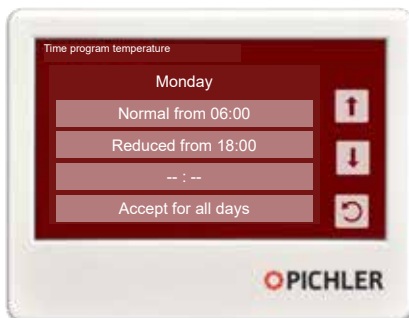 Time program temperature
Monday
Normal from 06:00
Reduced from 18:00
-- : --
Accept for all days
PICHLER